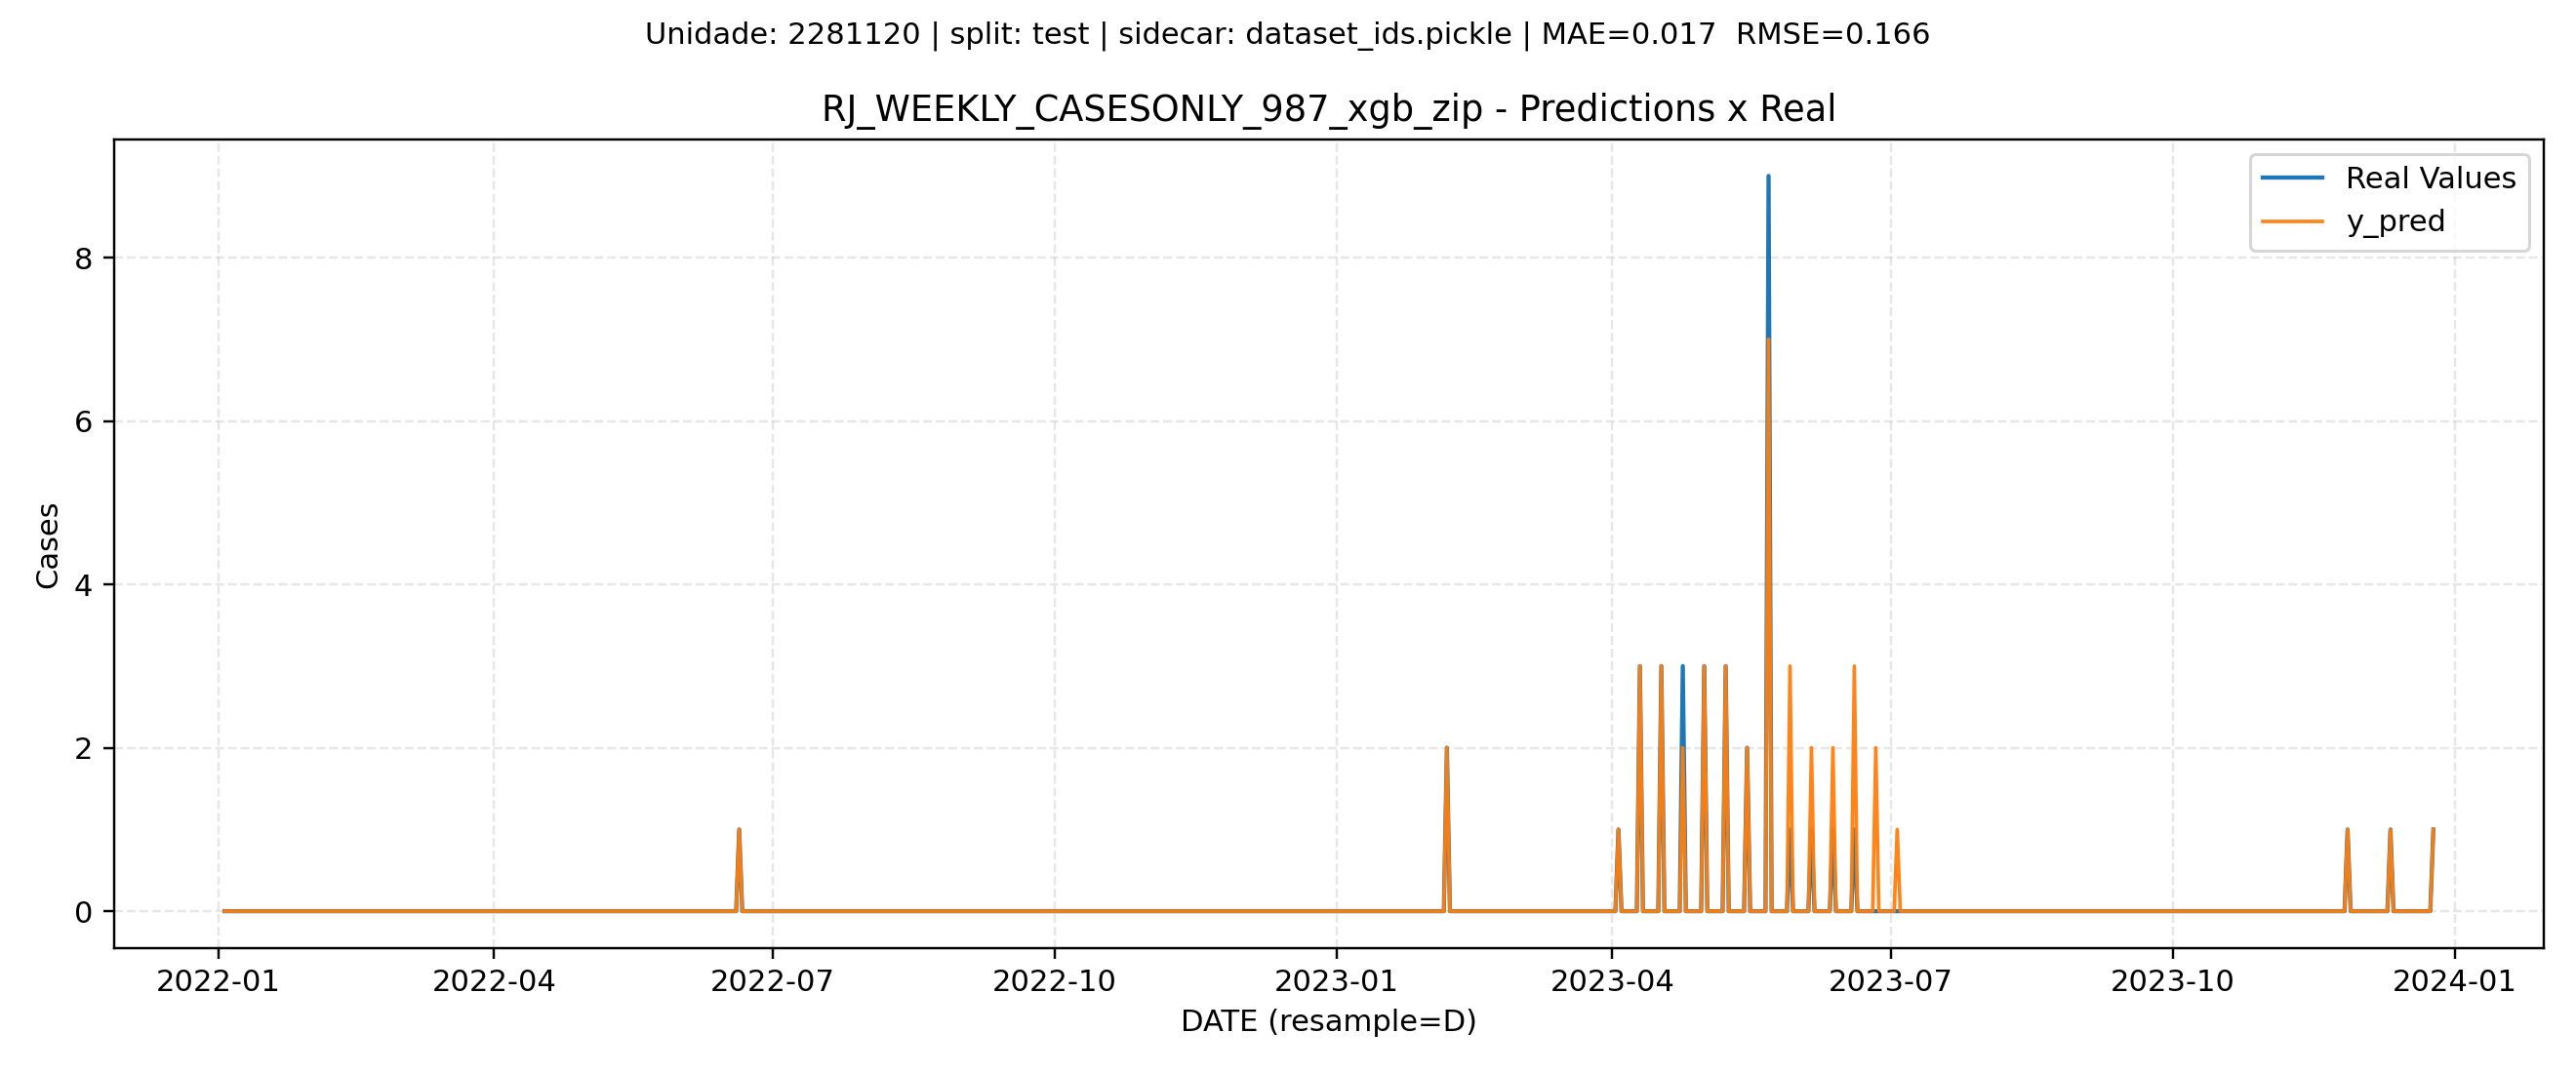 Unidade: 2281120 | split: test | sidecar: dataset_ids.pickle | MAE=0.017  RMSE=0.166
RJ_WEEKLY_CASESONLY_987_xgb_zip - Predictions x Real
Real Values
y_pred
Cases
8
6
4
2
0
2022-01 2022-04 2022-07 2022-10 2023-01 2023-04 2023-07 2023-10 2024-01
DATE (resample=D)